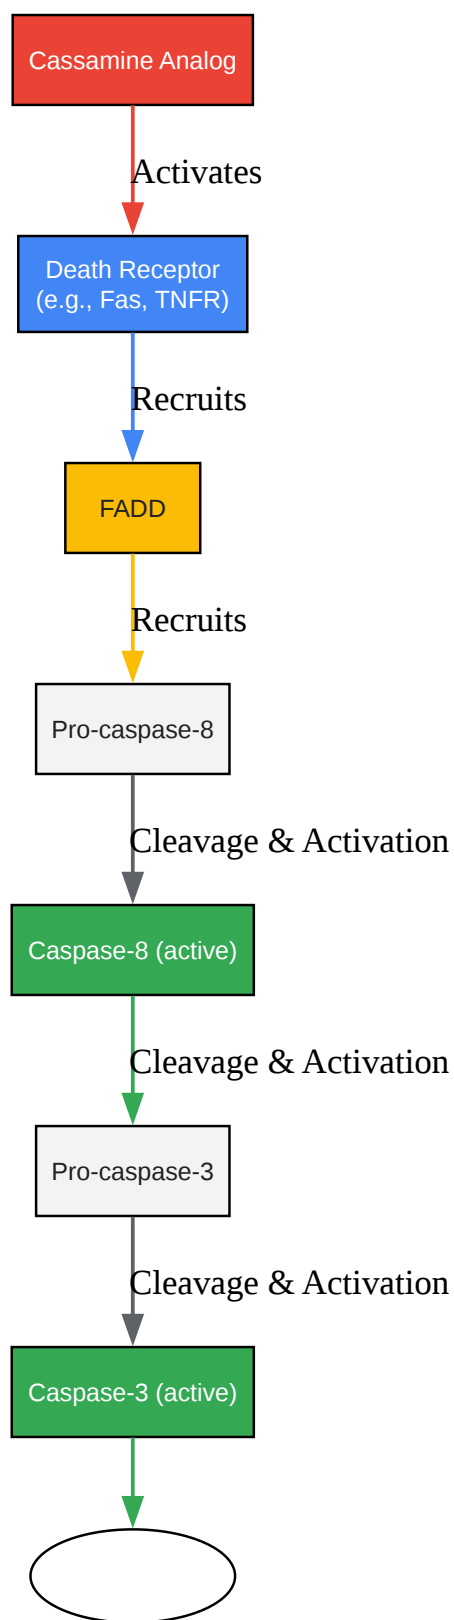 Cassamine Analog
Activates
Death Receptor
(e.g., Fas, TNFR)
Recruits
FADD
Recruits
Pro-caspase-8
Cleavage & Activation
Caspase-8 (active)
Cleavage & Activation
Pro-caspase-3
Cleavage & Activation
Caspase-3 (active)